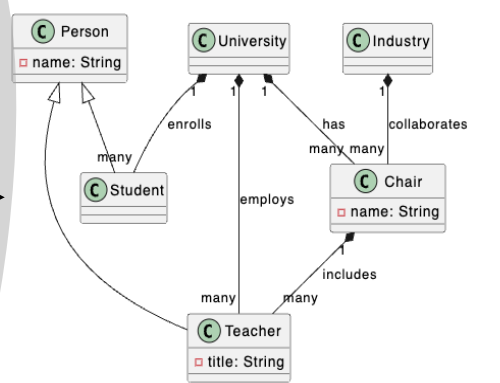 C Person
name: String
C University
C Industry
1
1
1
1
enrolls
has
collaborates
many
many
many
C Student
C Chair
name: String
employs
1
includes
many
many
C Teacher
title: String